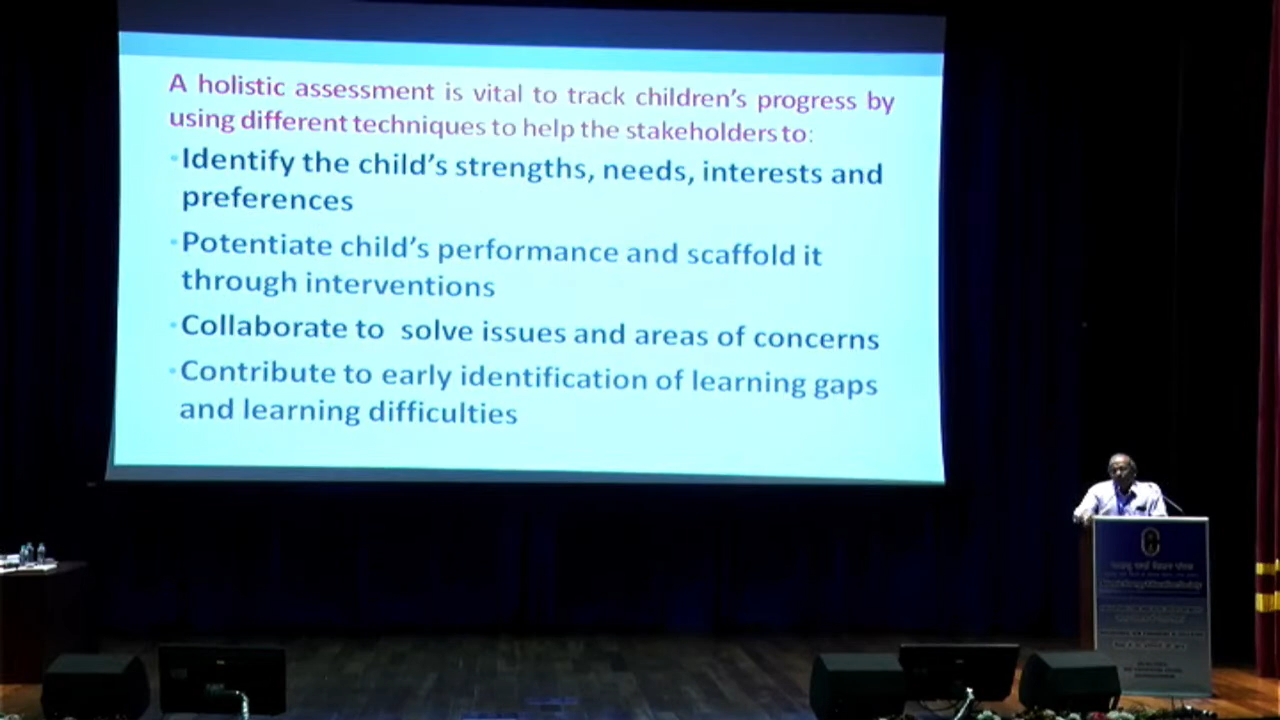 A holistic assessment is vital to track children's progress by
using different techniques to help the stakeholders to:
•Identify the child's strengths, needs, interests and
preferences
•Potentiate child's performance and scaffold it
through interventions
•Collaborate to  solve issues and areas of concerns
•Contribute to early identification of learning gaps
and learning difficulties